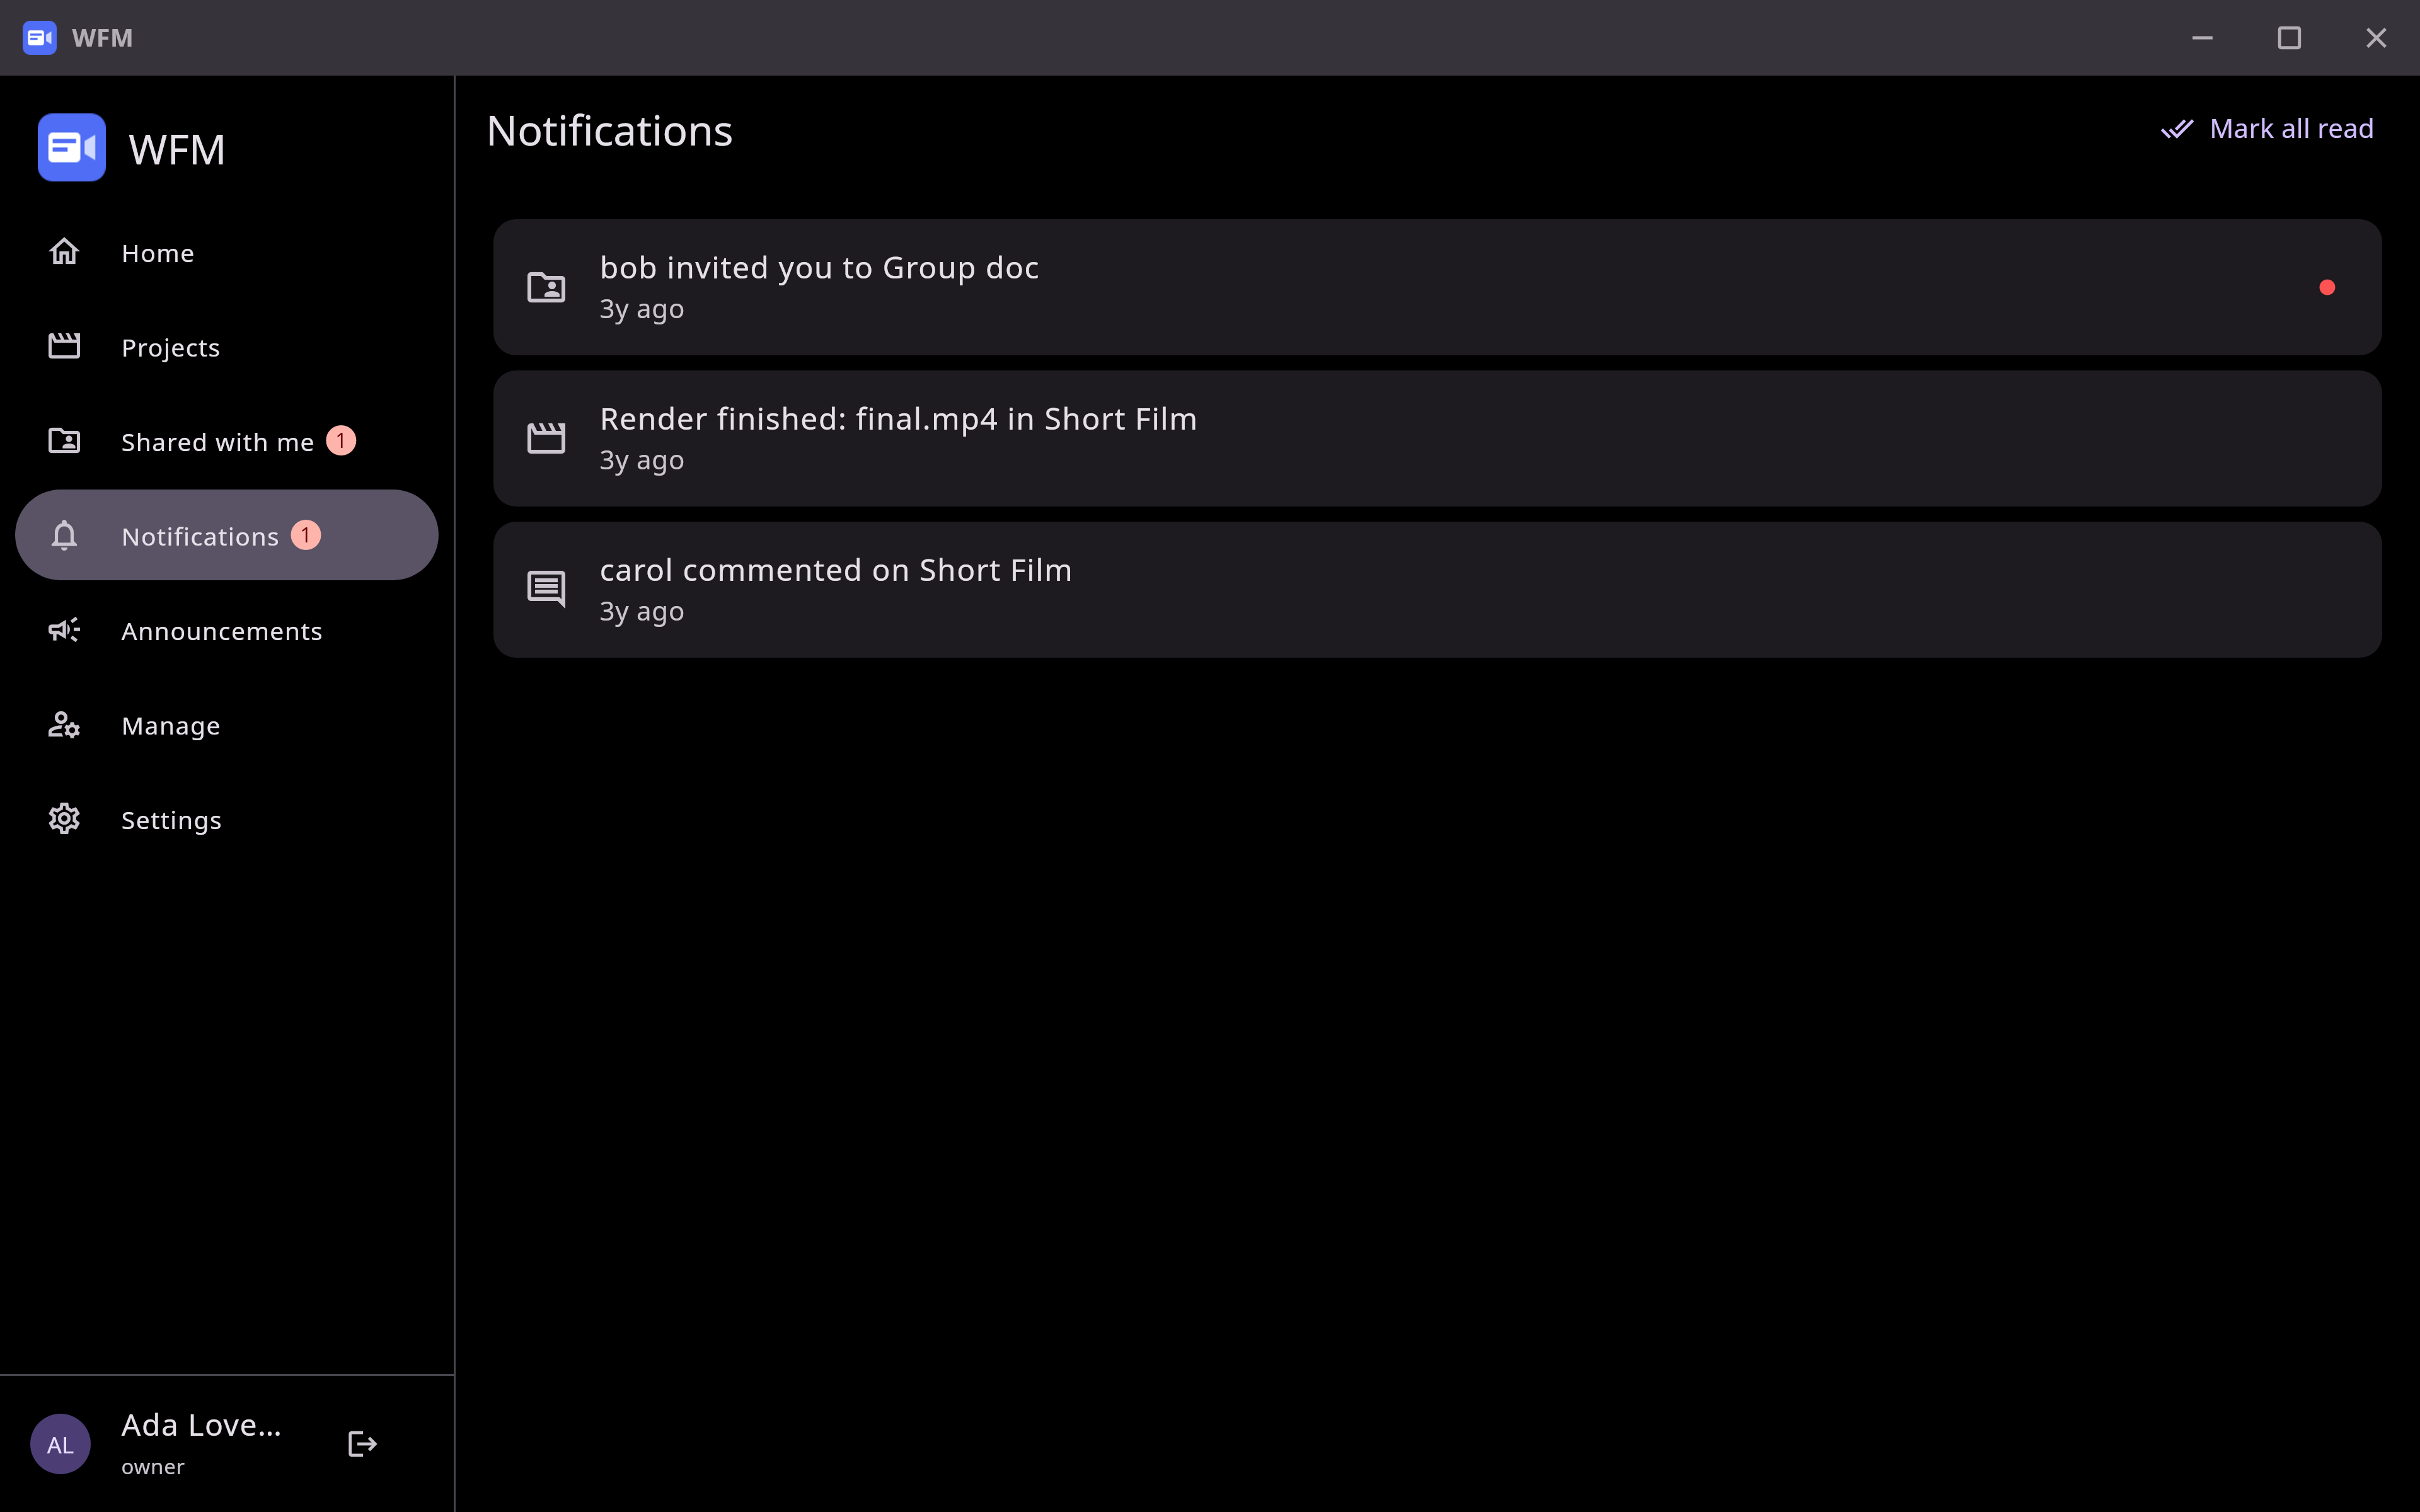 WFM
WFM
Home
Projects
Shared with me 1
Notifications 1
Announcements
Manage
Settings
Ada Love...
owner
AL
Notifications
Mark all read
bob invited you to Group doc
3y ago
Render finished: final.mp4 in Short Film
3y ago
carol commented on Short Film
3y ago